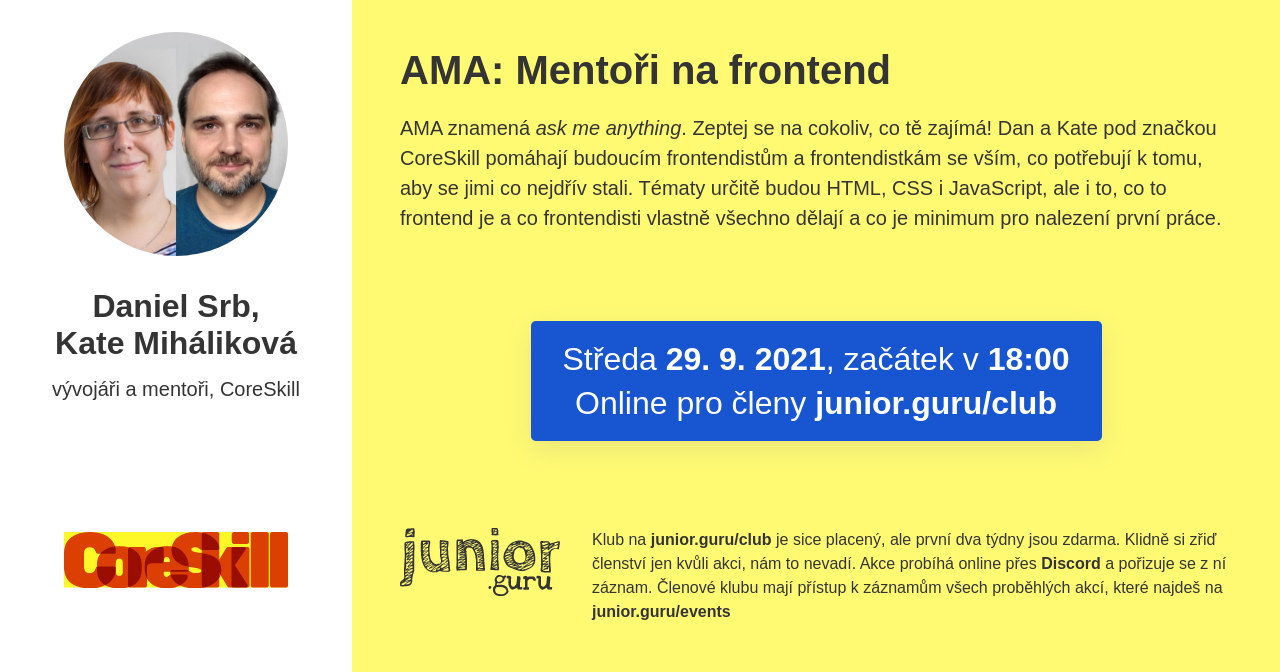 Daniel Srb,
Kate Miháliková
vývojáři a mentoři, CoreSkill
CoreSkill
AMA: Mentoři na frontend
AMA znamená ask me anything. Zeptej se na cokoliv, co tě zajímá! Dan a Kate pod značkou
CoreSkill pomáhají budoucím frontendistům a frontendistkám se vším, co potřebují k tomu,
aby se jimi co nejdřív stali. Tématy určitě budou HTML, CSS i JavaScript, ale i to, co to
frontend je a co frontendisti vlastně všechno dělají a co je minimum pro nalezení první práce.
Středa 29. 9. 2021, začátek v 18:00
Online pro členy junior.guru/club
junior
.guru
Klub na junior.guru/club je sice placený, ale první dva týdny jsou zdarma. Klidně si zřiď
členství jen kvůli akci, nám to nevadí. Akce probíhá online přes Discord a pořizuje se z ní
záznam. Členové klubu mají přístup k záznamům všech proběhlých akcí, které najdeš na
junior.guru/events